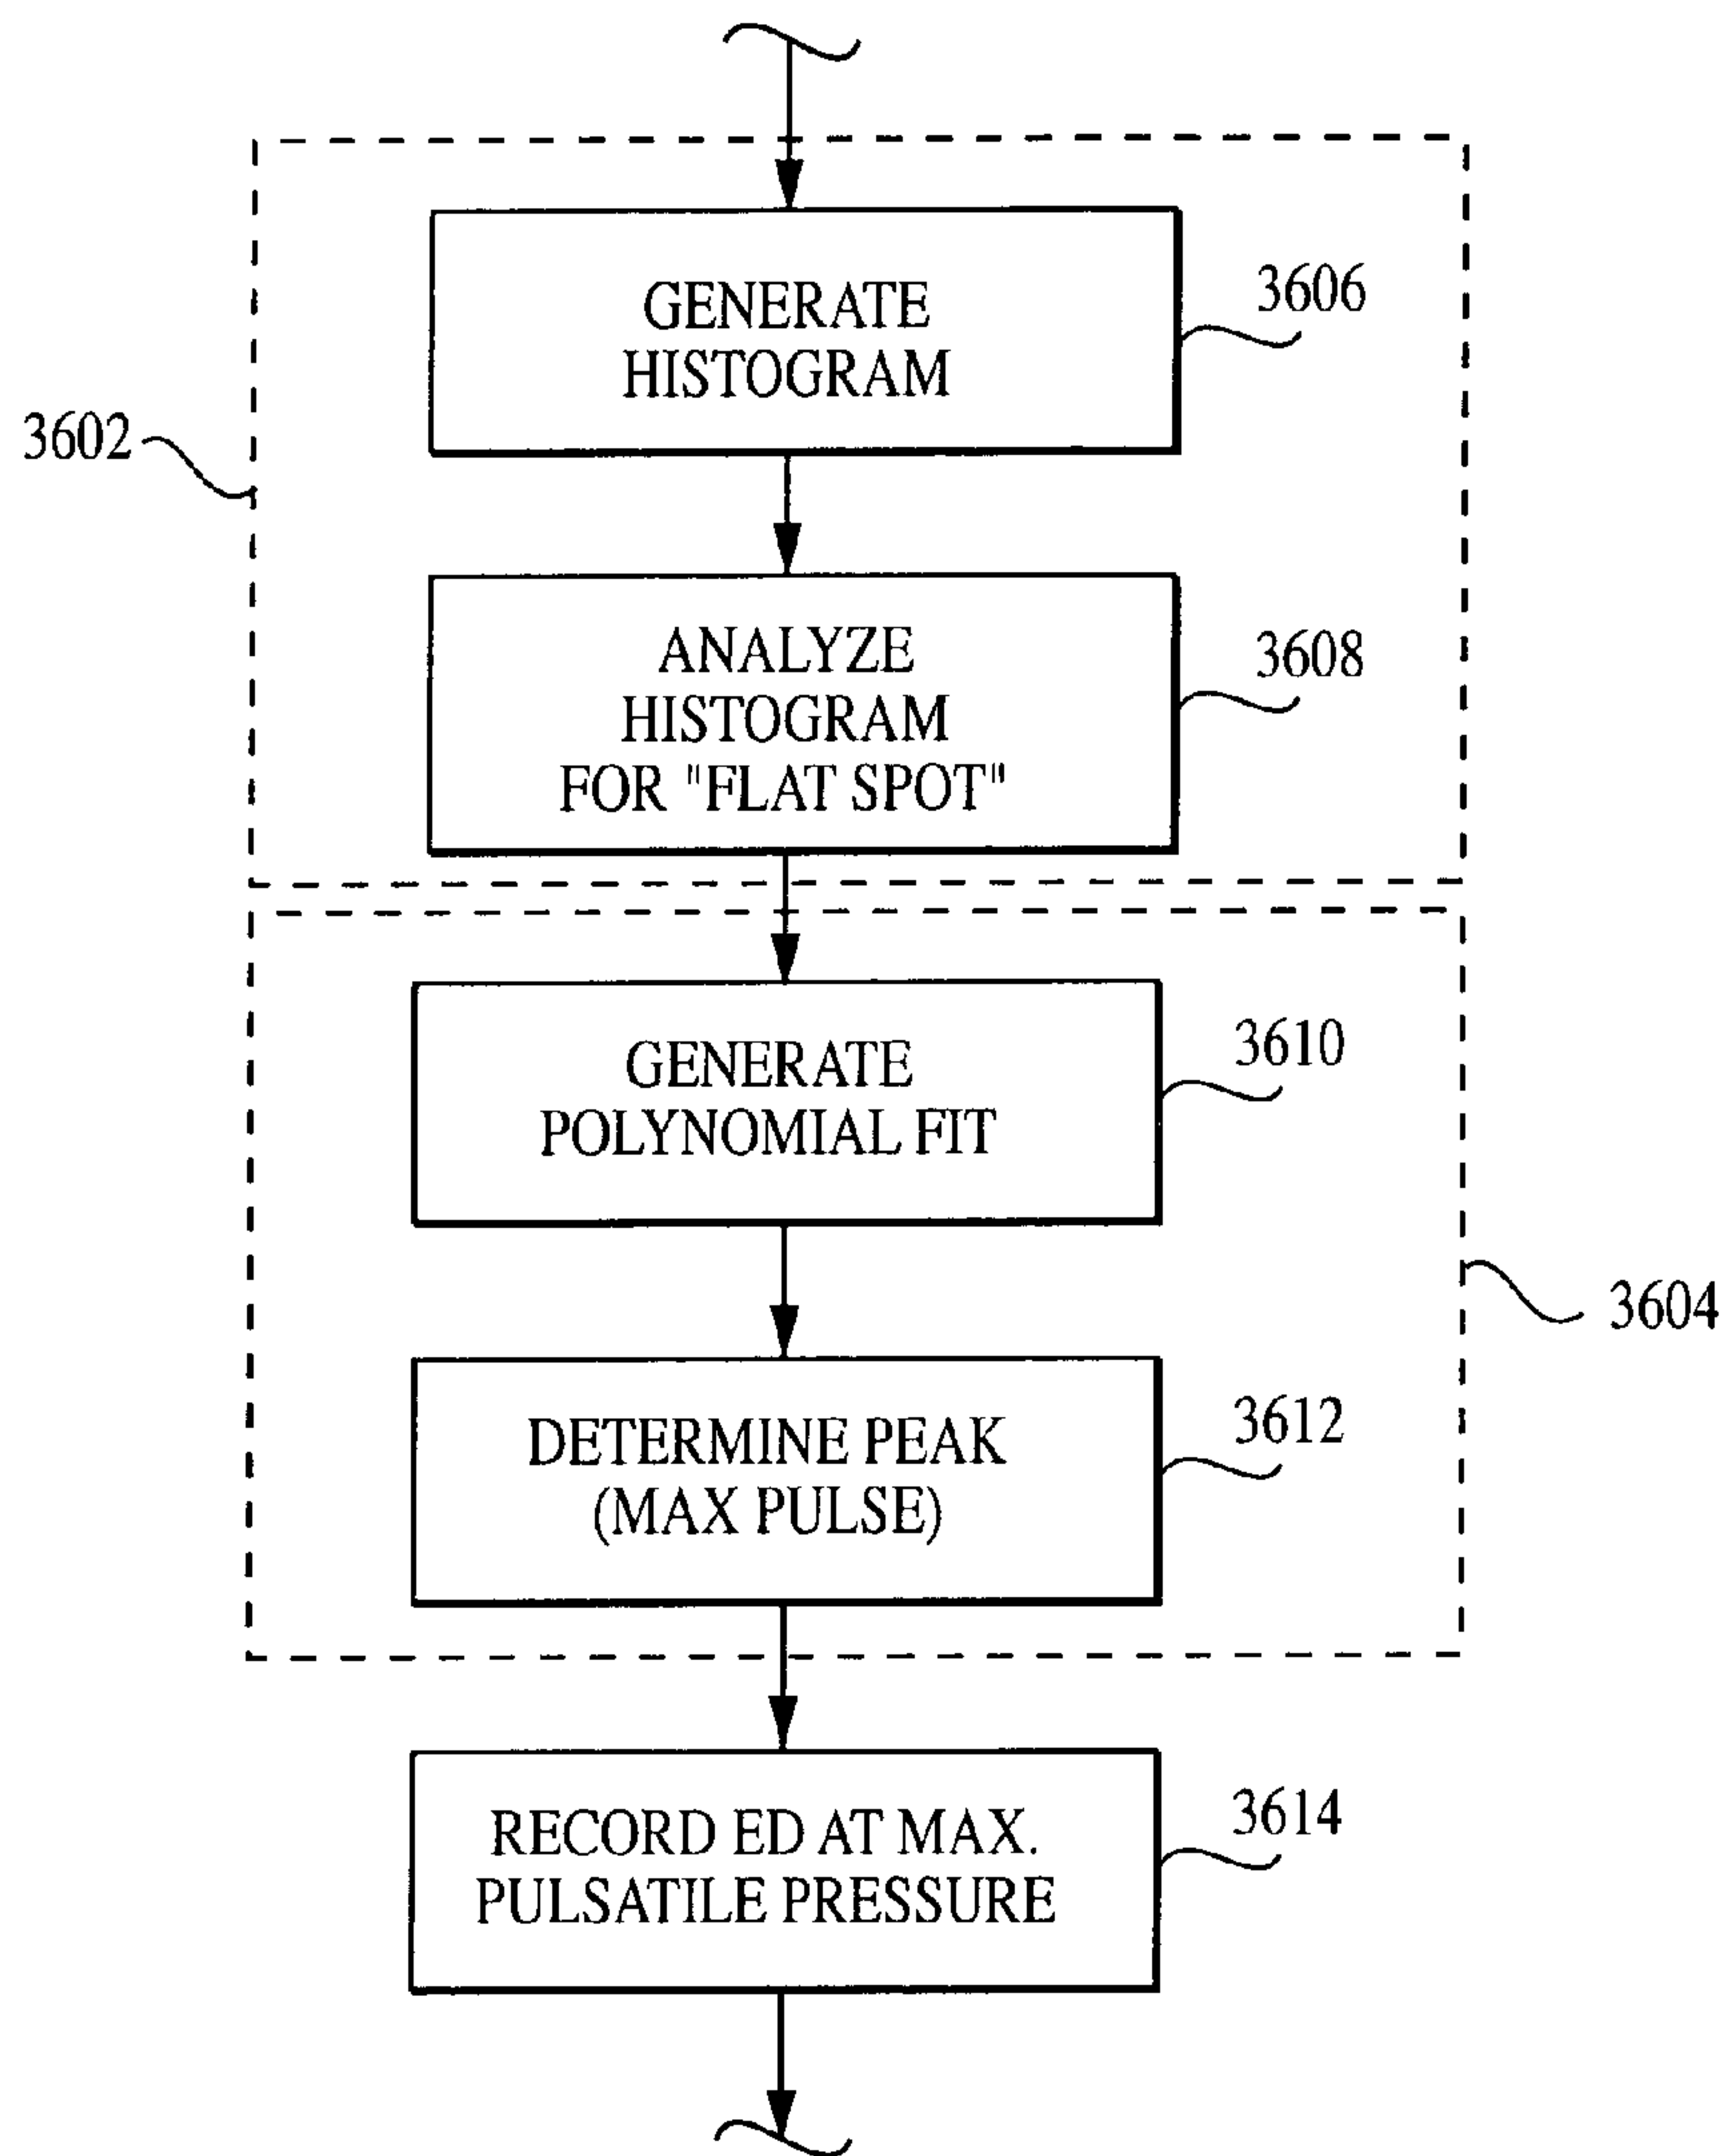 GENERATE
HISTOGRAM
3606
3602
ANALYZE
HISTOGRAM
FOR "FLAT SPOT"
3608
GENERATE
POLYNOMIAL FIT
3610
3604
DETERMINE PEAK
(MAX PULSE)
3612
RECORD ED AT MAX.
PULSATILE PRESSURE
3614